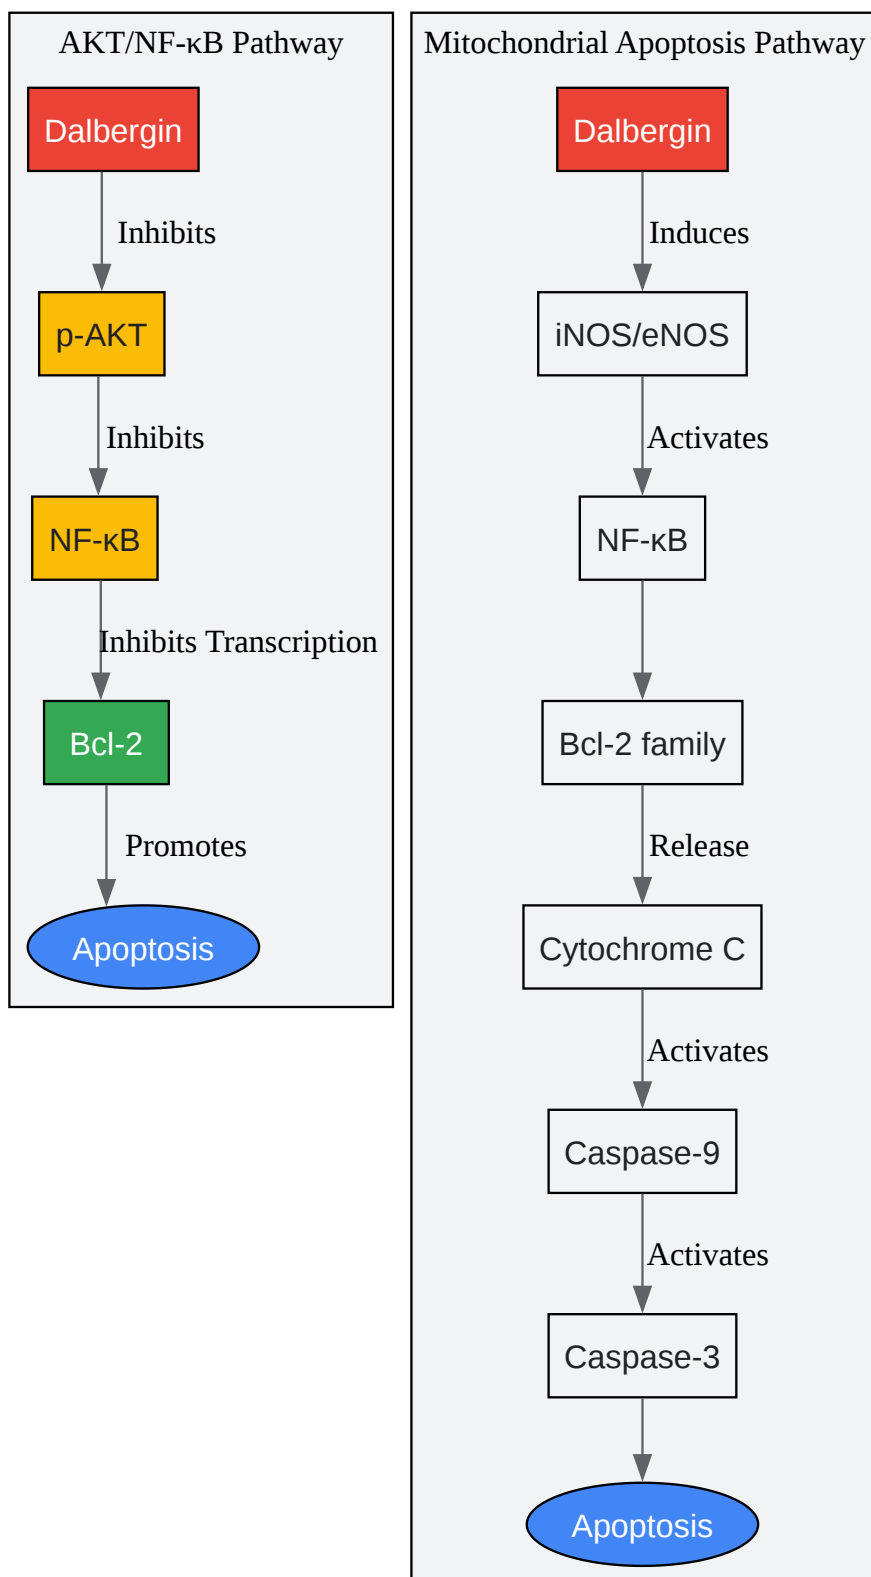 AKT/NF-κB Pathway
Dalbergin
Inhibits
p-AKT
Inhibits
NF-κB
Inhibits Transcription
Bcl-2
Promotes
Apoptosis
Mitochondrial Apoptosis Pathway
Dalbergin
Induces
iNOS/eNOS
Activates
NF-κB
Bcl-2 family
Release
Cytochrome C
Activates
Caspase-9
Activates
Caspase-3
Apoptosis